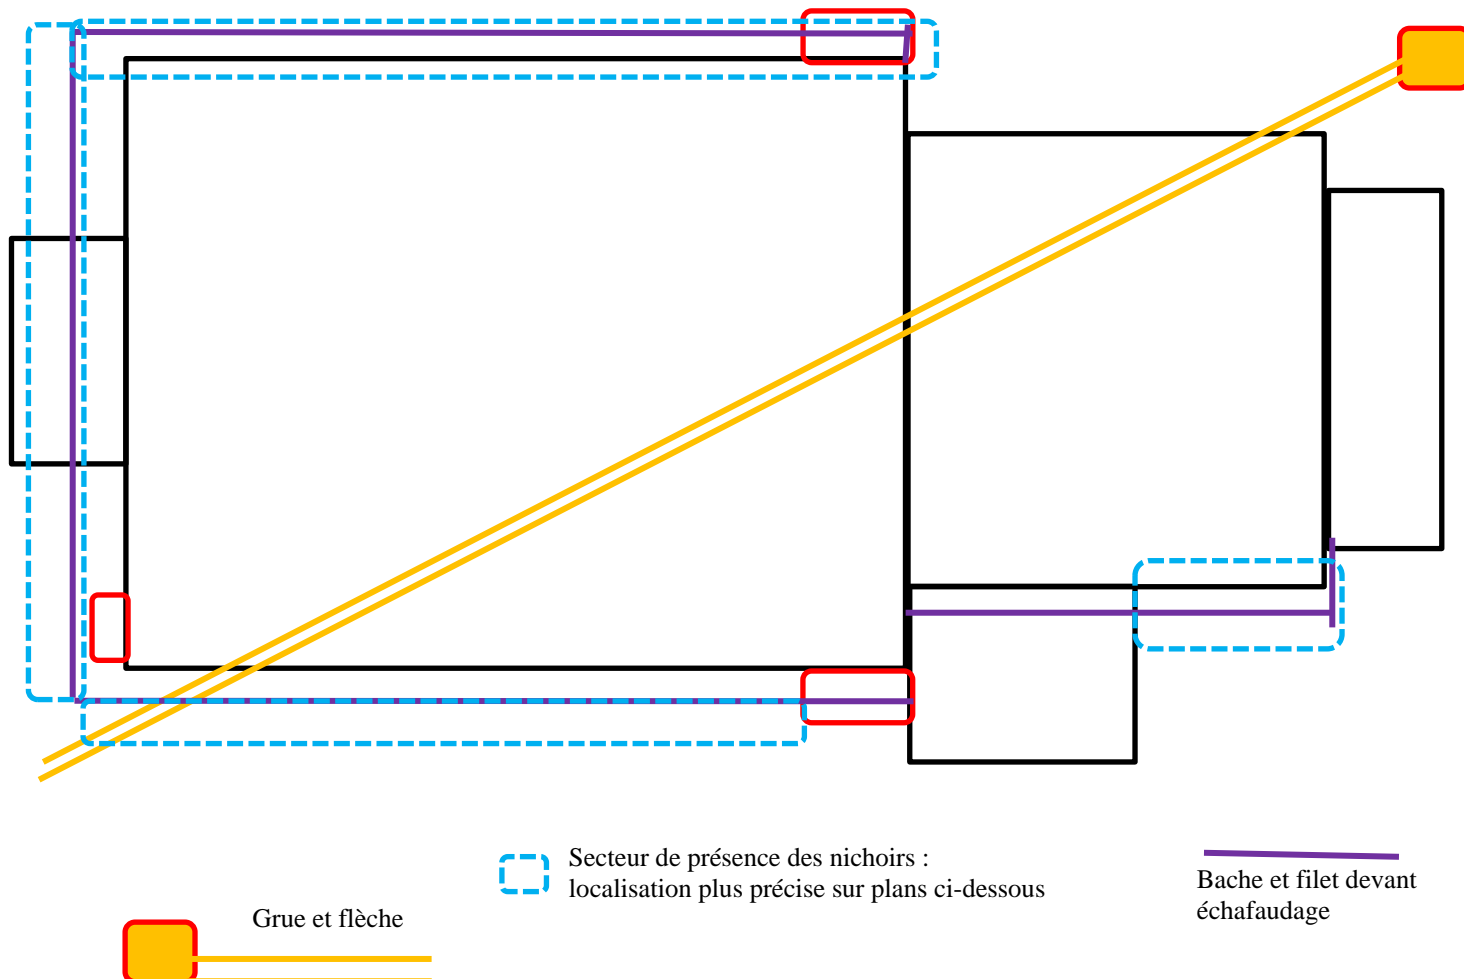 Secteur de présence des nichoirs :
localisation plus précise sur plans ci-dessous
Bache et filet devant
échafaudage
Grue et flèche